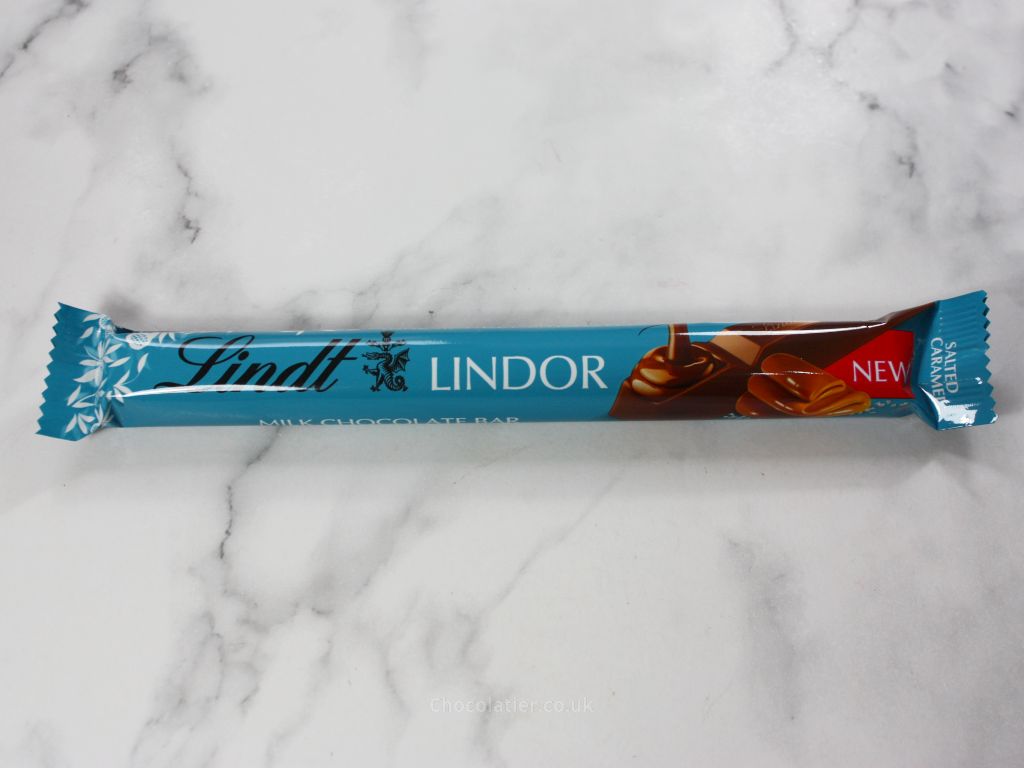 Lindt LINDOR
MILK CHOCOLATE BAR
NEW
SALTED
CARAMEL
Chocolatier.co.uk